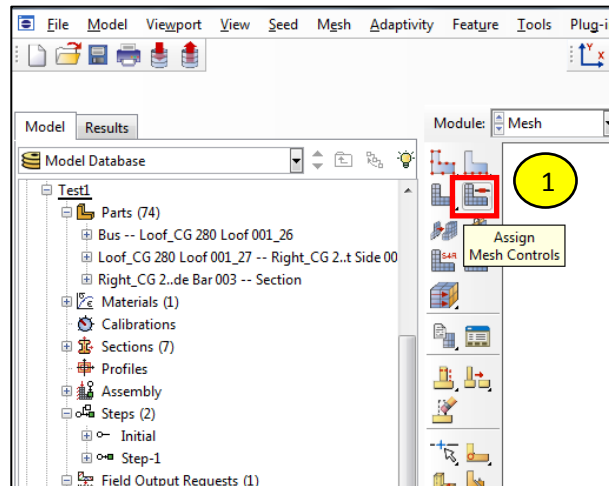 File Model Viewport View Seed Mesh Adaptivity Feature Tools Plug-i
Model Results
Module: Mesh
Model Database
1
Test1
Parts (74)
Bus -- Loof_CG 280 Loof 001_26
Loof_CG 280 Loof 001_27 -- Right_CG 2..t Side 00
Right_CG 2..de Bar 003 -- Section
Materials (1)
Calibrations
Sections (7)
Profiles
Assembly
Steps (2)
Initial
Step-1
Field Output Requests (1)
Assign
Mesh Controls
S4R
Y
X